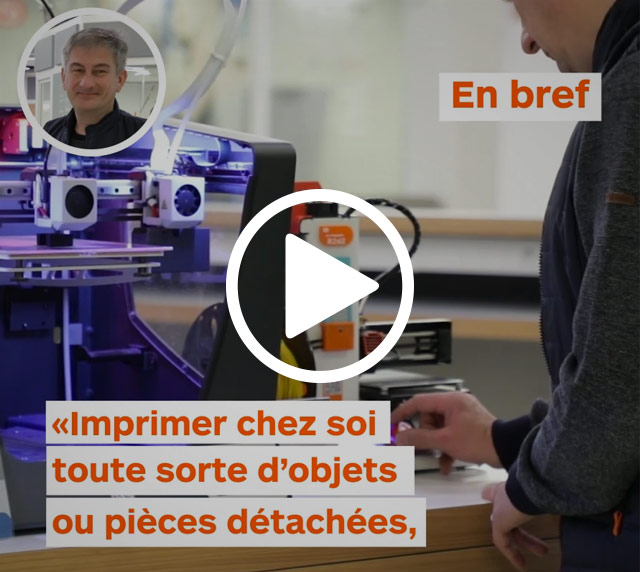 En bref
«Imprimer chez soi
toute sorte d’objets
ou pièces détachées,